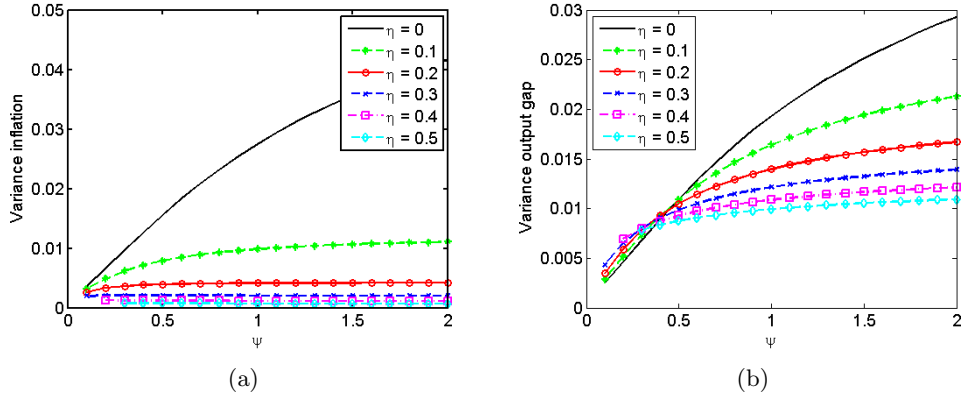 0.05
0.04
0.03
0.02
0.01
0
0
0.5
1
1.5
2
Variance inflation
ψ
η = 0
η = 0.1
η = 0.2
η = 0.3
η = 0.4
η = 0.5
(a)
0.03
0.025
0.02
0.015
0.01
0.005
0
0
0.5
1
1.5
2
Variance output gap
ψ
η = 0
η = 0.1
η = 0.2
η = 0.3
η = 0.4
η = 0.5
(b)